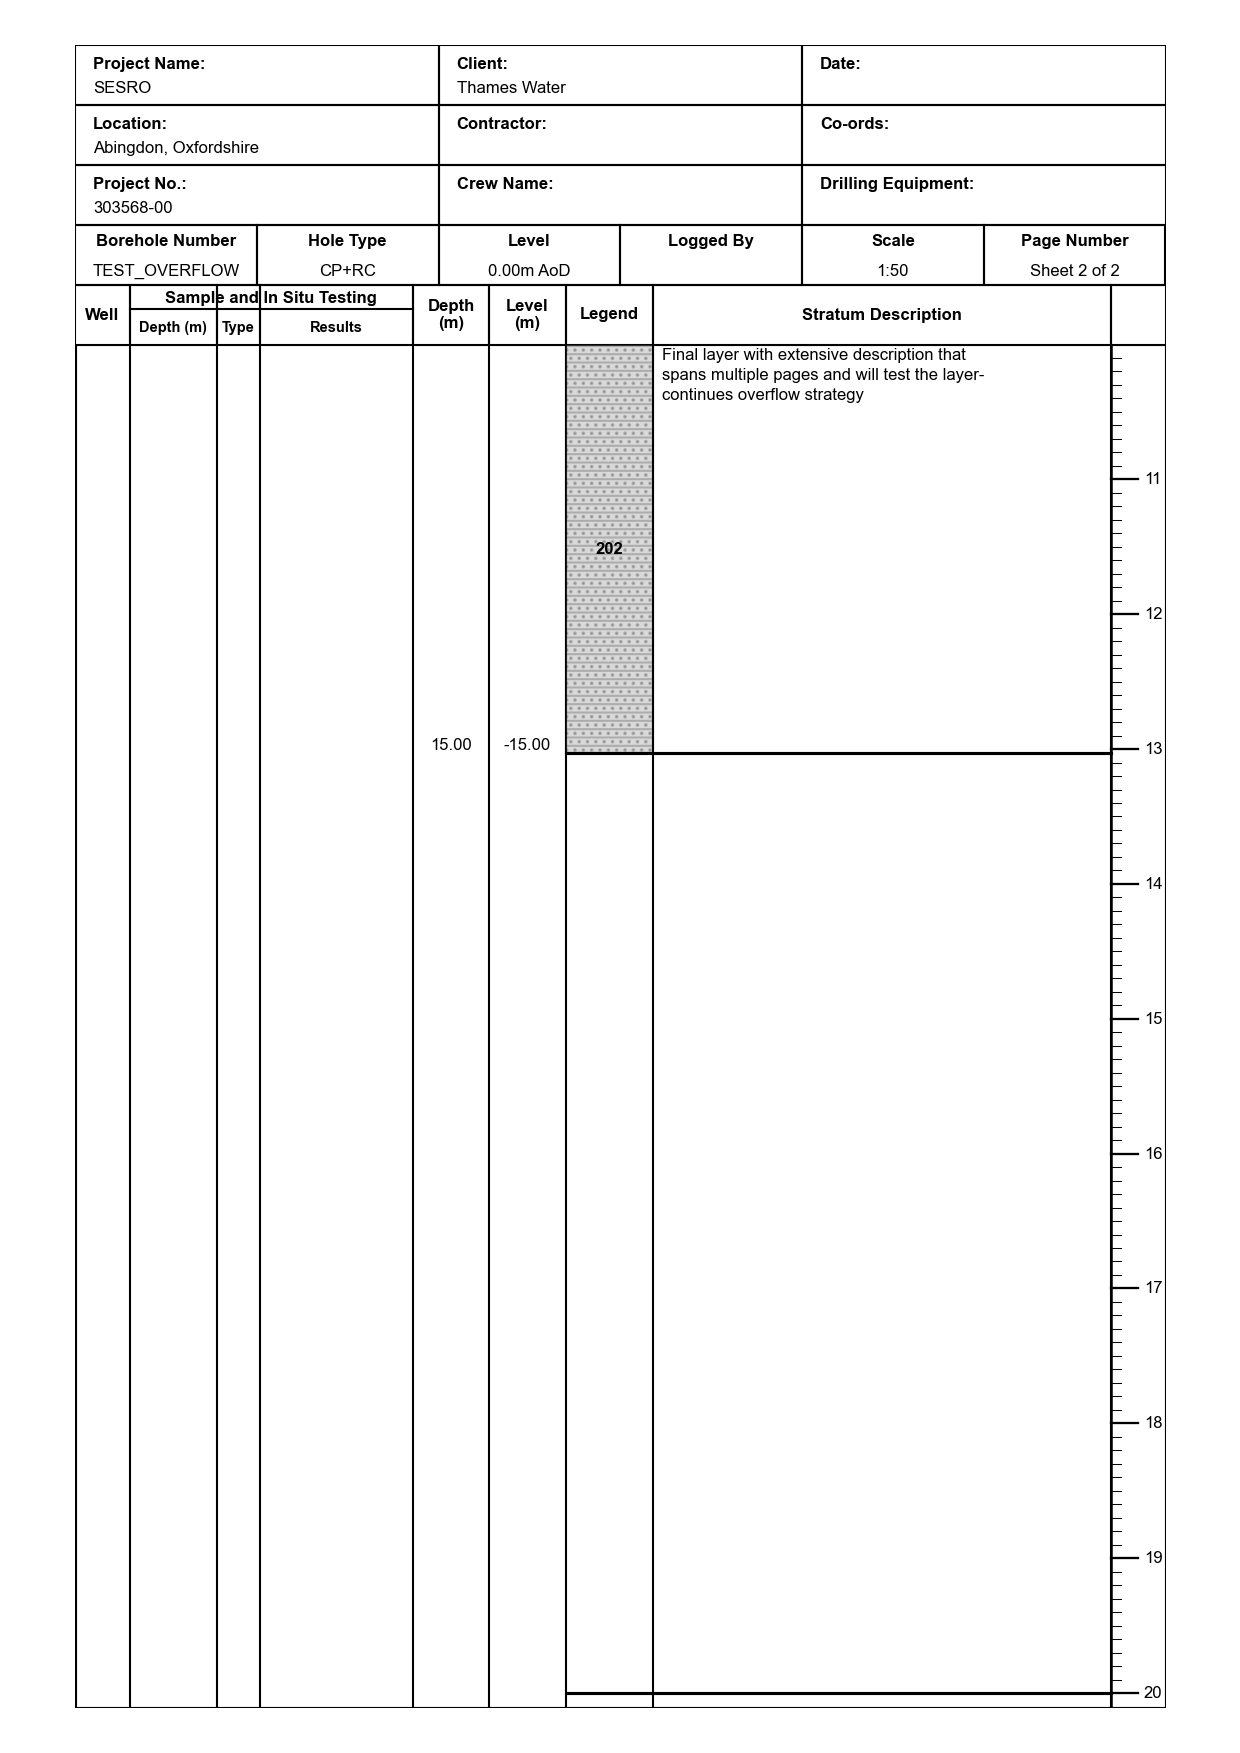 Project Name:
SESRO
Client:
Thames Water
Date:
Location:
Abingdon, Oxfordshire
Contractor:
Co-ords:
Project No.:
303568-00
Crew Name:
Drilling Equipment:
Borehole Number
TEST_OVERFLOW
Hole Type
CP+RC
Level
0.00m AoD
Logged By
Scale
1:50
Page Number
Sheet 2 of 2
Well
Sample and In Situ Testing
Depth (m)
Type
Results
Depth
(m)
Level
(m)
Legend
Stratum Description
Final layer with extensive description that
spans multiple pages and will test the layer-
continues overflow strategy
11
202
12
15.00
-15.00
13
14
15
16
17
18
19
20